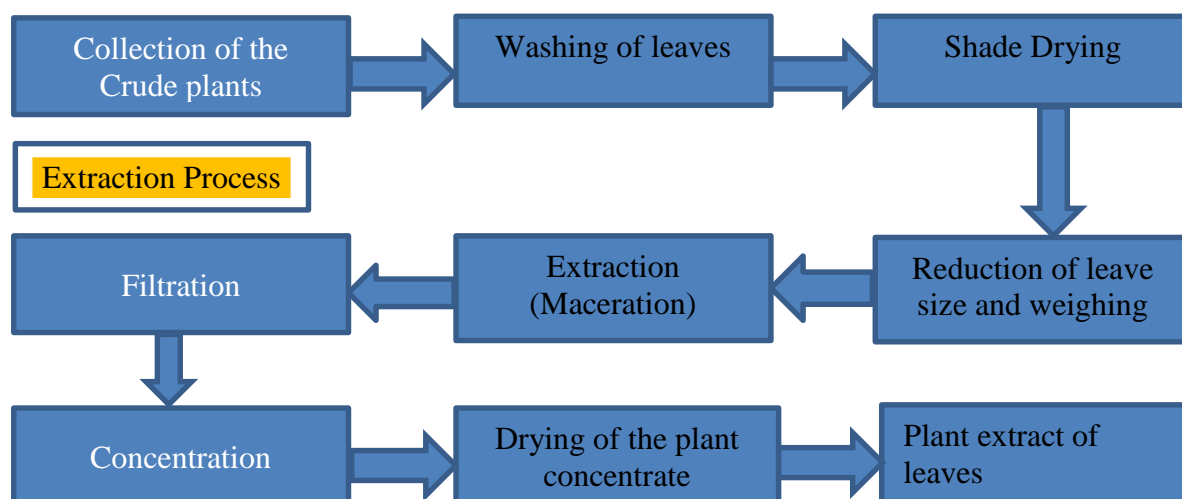 Collection of the
Crude plants
Washing of leaves
Shade Drying
Extraction Process
Reduction of leave
size and weighing
Extraction
(Maceration)
Filtration
Concentration
Drying of the plant
concentrate
Plant extract of
leaves